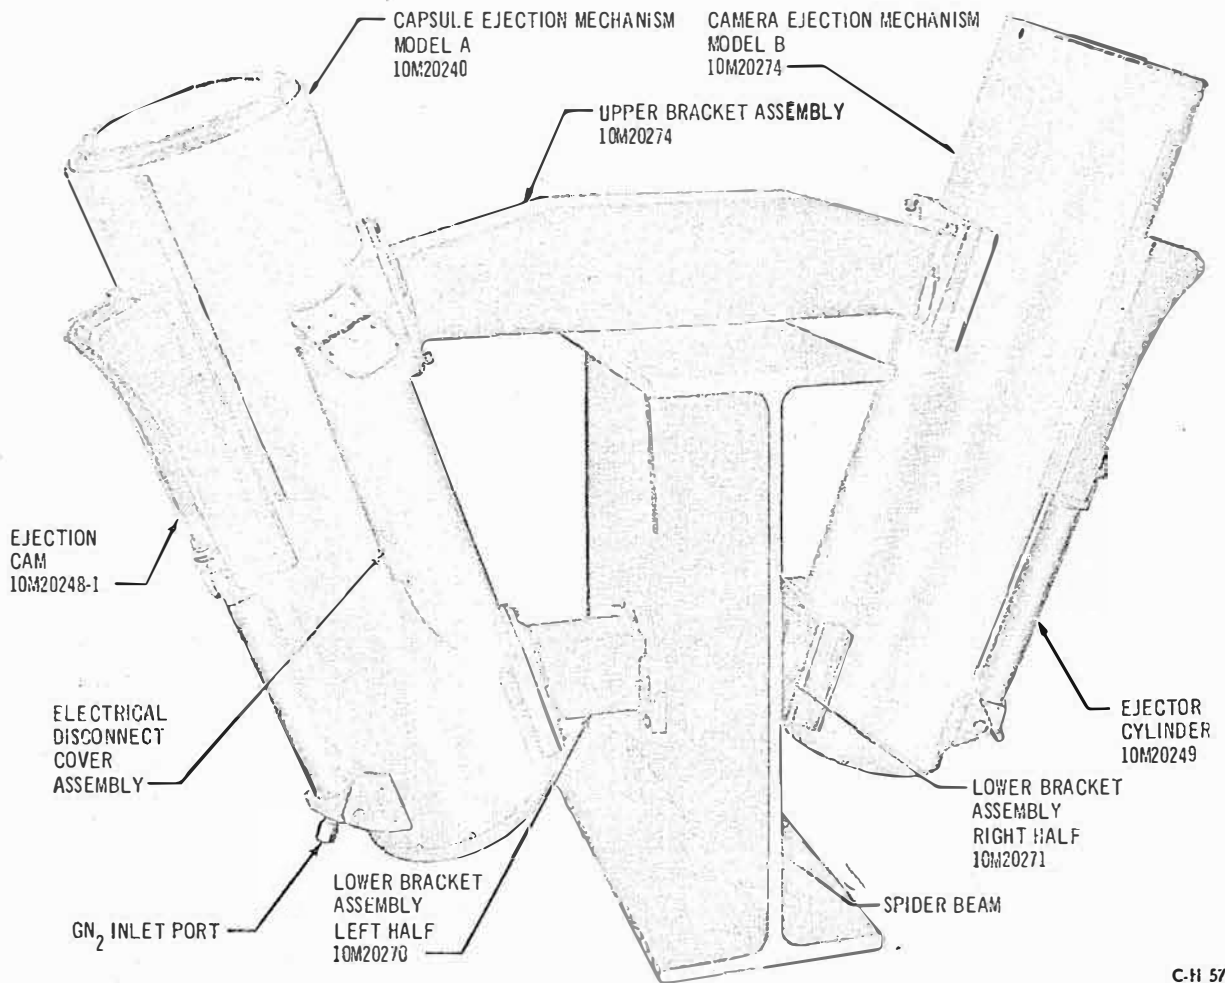 CAPSULE EJECTION MECHANISM
MODEL A
10M20240
CAMERA EJECTION MECHANISM
MODEL B
10M20274
UPPER BRACKET ASSEMBLY
10M20274
EJECTION
CAM
10M20248-1
ELECTRICAL
DISCONNECT
COVER
ASSEMBLY
EJECTOR
CYLINDER
10M20249
LOWER BRACKET
ASSEMBLY
RIGHT HALF
10M20271
LOWER BRACKET
ASSEMBLY
LEFT HALF
10M20270
GN₂ INLET PORT
SPIDER BEAM
C-H 57